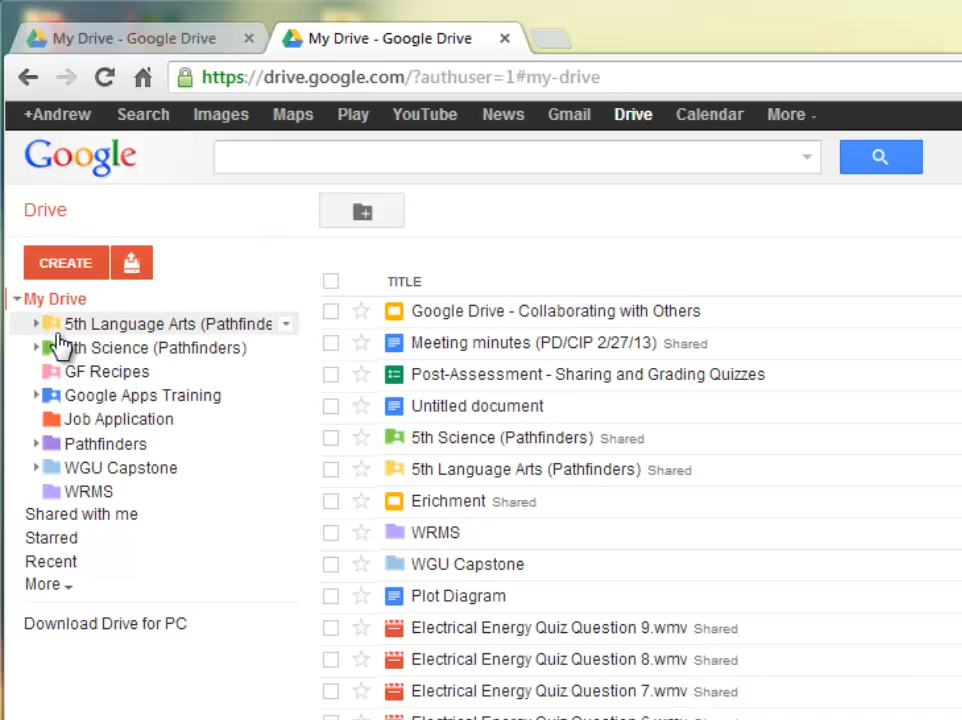 My Drive - Google Drive
My Drive - Google Drive
https://drive.google.com/?authuser=1#my-drive
+Andrew Search Images Maps Play YouTube News Gmail Drive Calendar More
Google
Drive
CREATE
My Drive
5th Language Arts (Pathfinde
5th Science (Pathfinders)
GF Recipes
Google Apps Training
Job Application
Pathfinders
WGU Capstone
WRMS
Shared with me
Starred
Recent
More
Download Drive for PC
TITLE
Google Drive - Collaborating with Others
Meeting minutes (PD/CIP 2/27/13) Shared
Post-Assessment - Sharing and Grading Quizzes
Untitled document
5th Science (Pathfinders) Shared
5th Language Arts (Pathfinders) Shared
Erichment Shared
WRMS
WGU Capstone
Plot Diagram
Electrical Energy Quiz Question 9.wmv Shared
Electrical Energy Quiz Question 8.wmv Shared
Electrical Energy Quiz Question 7.wmv Shared